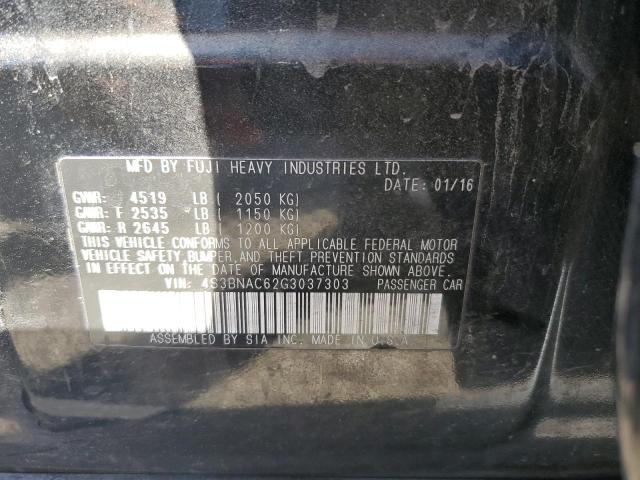 MFD BY FUJI HEAVY INDUSTRIES LTD.
DATE: 01/16
GVWR: 4519 LB ( 2050 KG)
GAWR: F 2535 LB ( 1150 KG)
GAWR: R 2645 LB ( 1200 KG)
THIS VEHICLE CONFORMS TO ALL APPLICABLE FEDERAL MOTOR
VEHICLE SAFETY, BUMPER, AND THEFT PREVENTION STANDARDS
IN EFFECT ON THE DATE OF MANUFACTURE SHOWN ABOVE.
VIN: 4S3BNAC62G3037303 PASSENGER CAR
ASSEMBLED BY SIA INC. MADE IN U.S.A